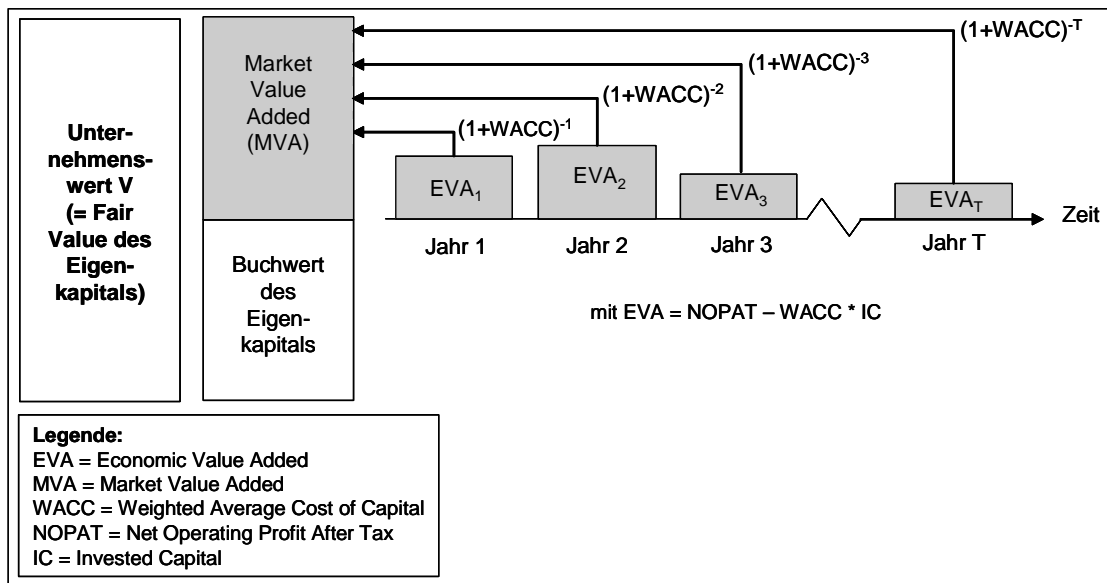 Unter-
nehmens-
wert V
(= Fair
Value des
Eigen-
kapitals)
Market
Value
Added
(MVA)
Buchwert
des
Eigen-
kapitals
(1+WACC)-T
(1+WACC)-3
(1+WACC)-2
(1+WACC)-1
EVA1
EVA2
EVA3
EVAT
Zeit
Jahr 1
Jahr 2
Jahr 3
Jahr T
mit EVA = NOPAT – WACC * IC
Legende:
EVA = Economic Value Added
MVA = Market Value Added
WACC = Weighted Average Cost of Capital
NOPAT = Net Operating Profit After Tax
IC = Invested Capital